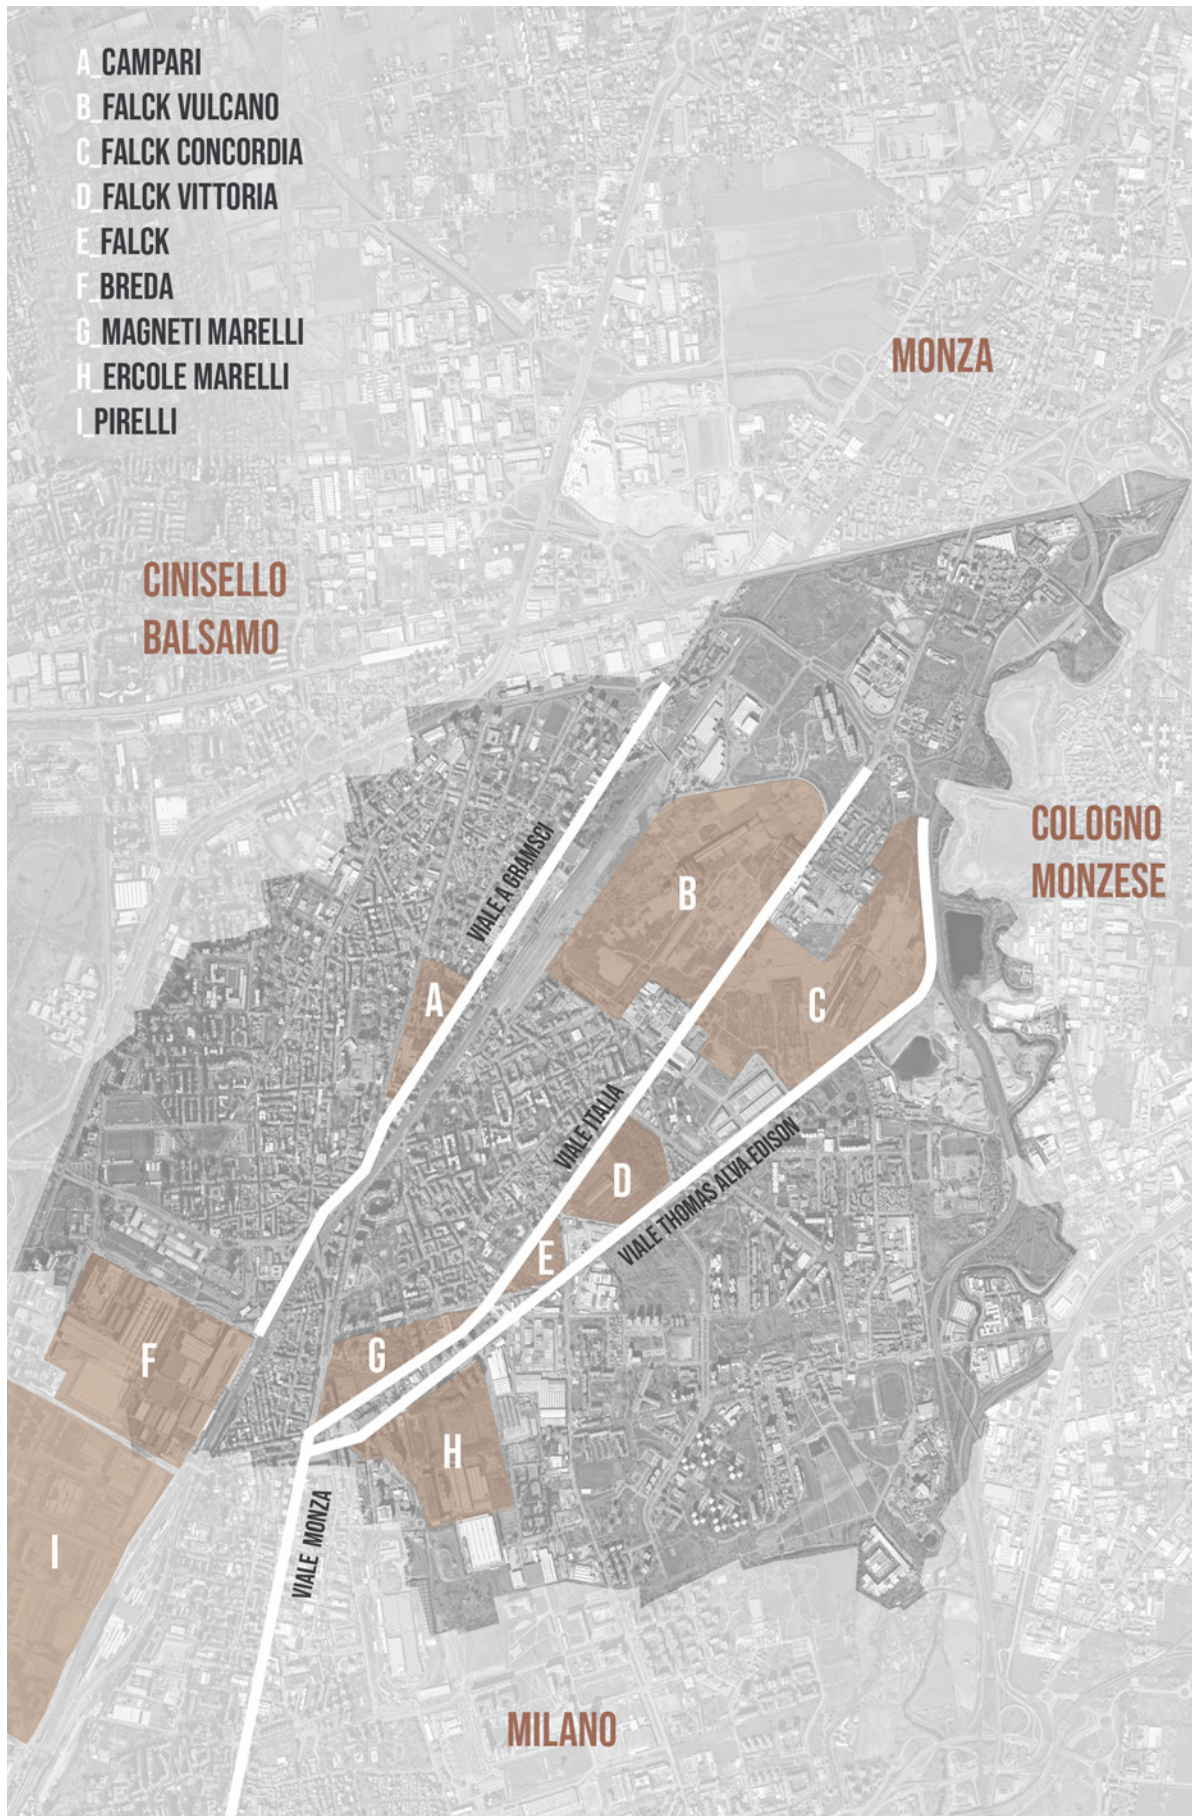 A_CAMPARI
B_FALCK VULCANO
C_FALCK CONCORDIA
D_FALCK VITTORIA
E_FALCK
F_BREDA
G_MAGNETI MARELLI
H_ERCOLE MARELLI
I_PIRELLI
MONZA
CINISELLO
BALSAMO
COLOGNO
MONZESE
VIALE A GRAMSCI
B
A
C
VIALE ITALIA
D
VIALE THOMAS ALVA EDISON
E
F
G
H
I
VIALE MONZA
MILANO